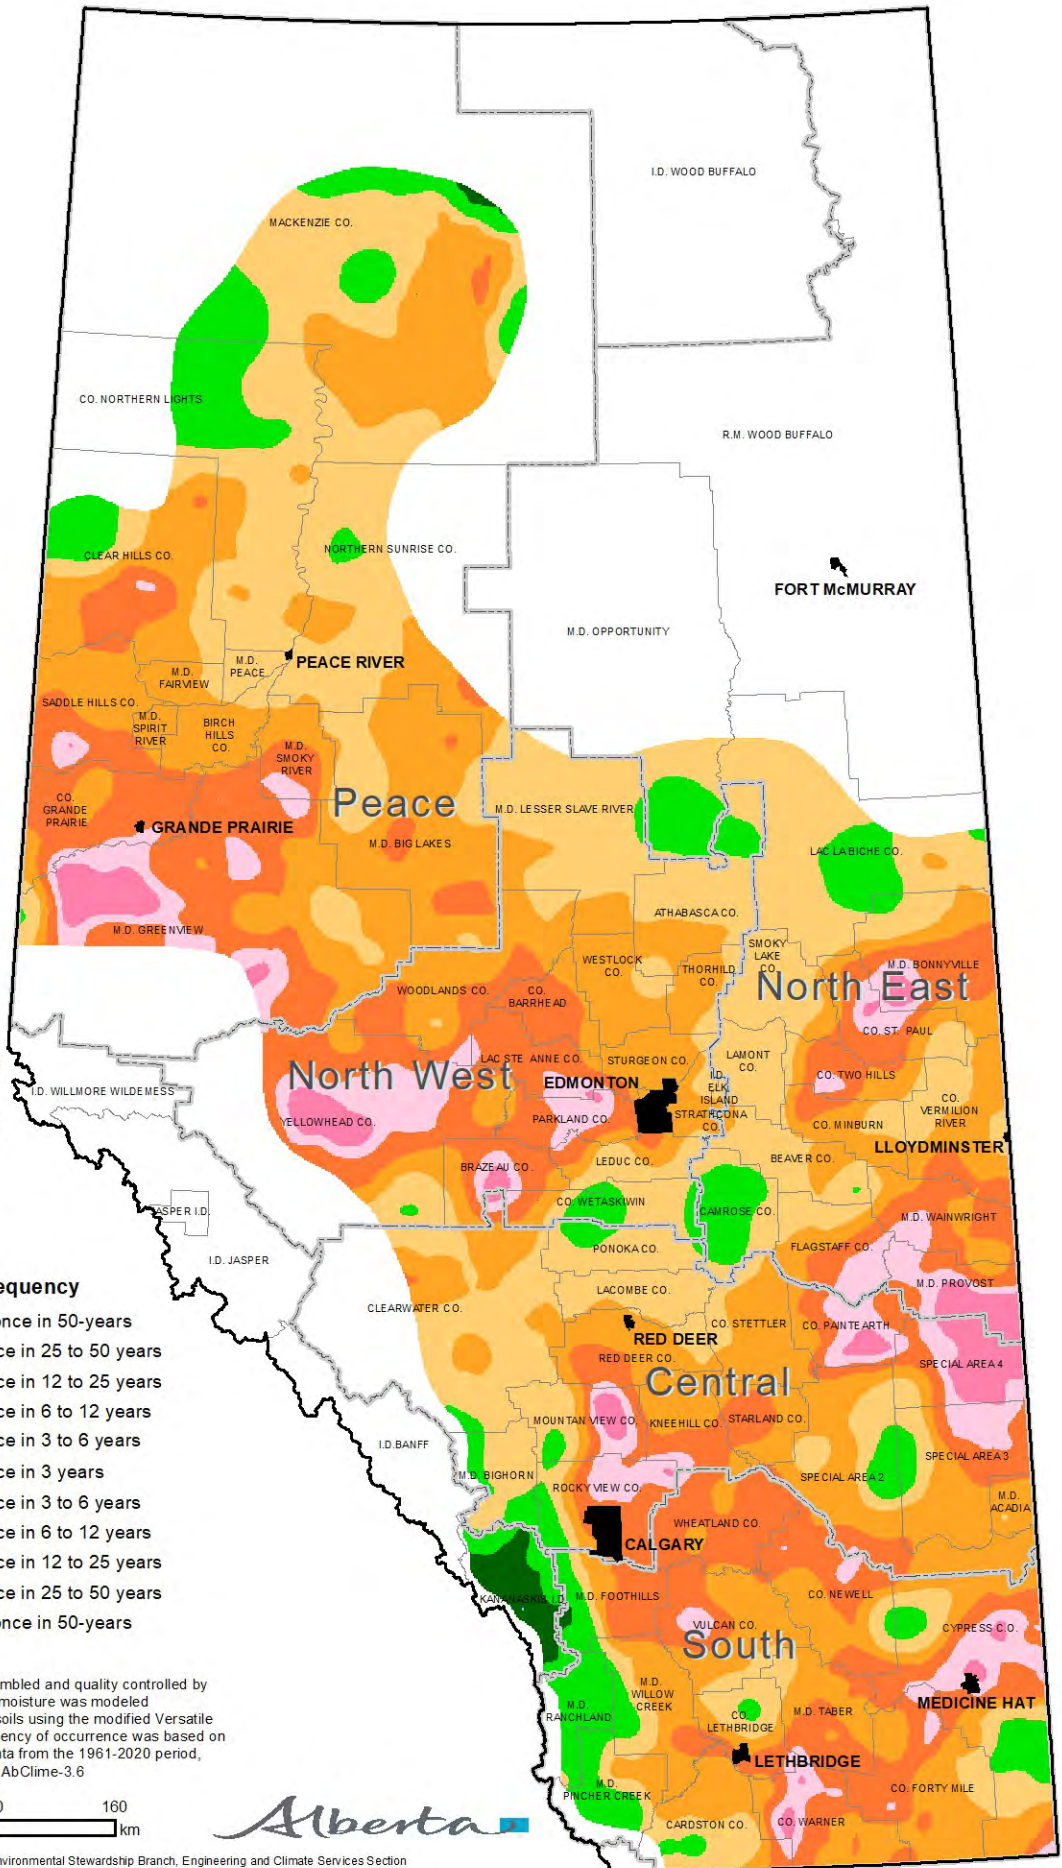 I.D. WOOD BUFFALO
MACKENZIE CO.
CO. NORTHERN LIGHTS
R.M. WOOD BUFFALO
CLEAR HILLS CO.
NORTHERN SUNRISE CO.
FORT McMURRAY
M.D. OPPORTUNITY
PEACE RIVER
M.D.
PEACE
M.D.
FAIRVIEW
SADDLE HILLS CO.
M.D.
SPIRIT
RIVER
BIRCH
HILLS
CO.
M.D.
SMOKY
RIVER
Peace
CO.
GRANDE
PRAIRIE
GRANDE PRAIRIE
M.D. LESSER SLAVE RIVER
M.D. BIG LAKES
LAC LA BICHE CO.
ATHABASCA CO.
M.D. GREENVIEW
SMOKY
LAKE
CO.
WESTLOCK
CO.
THORHILD
CO.
M.D. BONNYVILLE
North East
WOODLANDS CO.
CO.
BARRHEAD
CO. ST. PAUL
LAC STE ANNE CO.
STURGEON CO.
LAMONT
CO.
North West
EDMONTON
I.D.
ELK
ISLAND
CO. TWO HILLS
I.D. WILLMORE WILDEMESS
STRATHCONA
CO.
CO.
VERMILION
RIVER
YELLOWHEAD CO.
PARKLAND CO.
CO. MINBURN
LLOYDMINSTER
LEDUC CO.
BEAVER CO.
BRAZEAU CO.
CO. WETASKIWIN
CAMROSE CO.
JASPER I.D.
M.D. WAINWRIGHT
PONOKA CO.
FLAGSTAFF CO.
I.D. JASPER
M.D. PROVOST
LACOMBE CO.
CLEARWATER CO.
CO. STETTLER
CO. PAINTEARTH
RED DEER
RED DEER CO.
SPECIAL AREA 4
Central
MOUNTAN VIEW CO.
KNEEHILL CO.
STARLAND CO.
I.D.BANFF
SPECIAL AREA 3
M.D. BIGHORN
SPECIAL AREA 2
ROCKY VIEW CO.
M.D.
ACADIA
WHEATLAND CO.
CALGARY
KANANASKIS I.D.
M.D. FOOTHILLS
CO. NEWELL
VULCAN CO.
CYPRESS C.O.
South
M.D.
WILLOW
CREEK
MEDICINE HAT
M.D.
RANCHLAND
CO.
LETHBRIDGE
M.D. TABER
LETHBRIDGE
M.D.
PINCHER CREEK
CO. FORTY MILE
CARDSTON CO.
CO. WARNER
equency
once in 50-years
ce in 25 to 50 years
ce in 12 to 25 years
ce in 6 to 12 years
ce in 3 to 6 years
ce in 3 years
ce in 3 to 6 years
ce in 6 to 12 years
ce in 12 to 25 years
ce in 25 to 50 years
once in 50-years
mbled and quality controlled by
moisture was modeled
soils using the modified Versatile
ency of occurrence was based on
ta from the 1961-2020 period,
AbClime-3.6
0 160
km
Alberta
nvironmental Stewardship Branch, Engineering and Climate Services Section